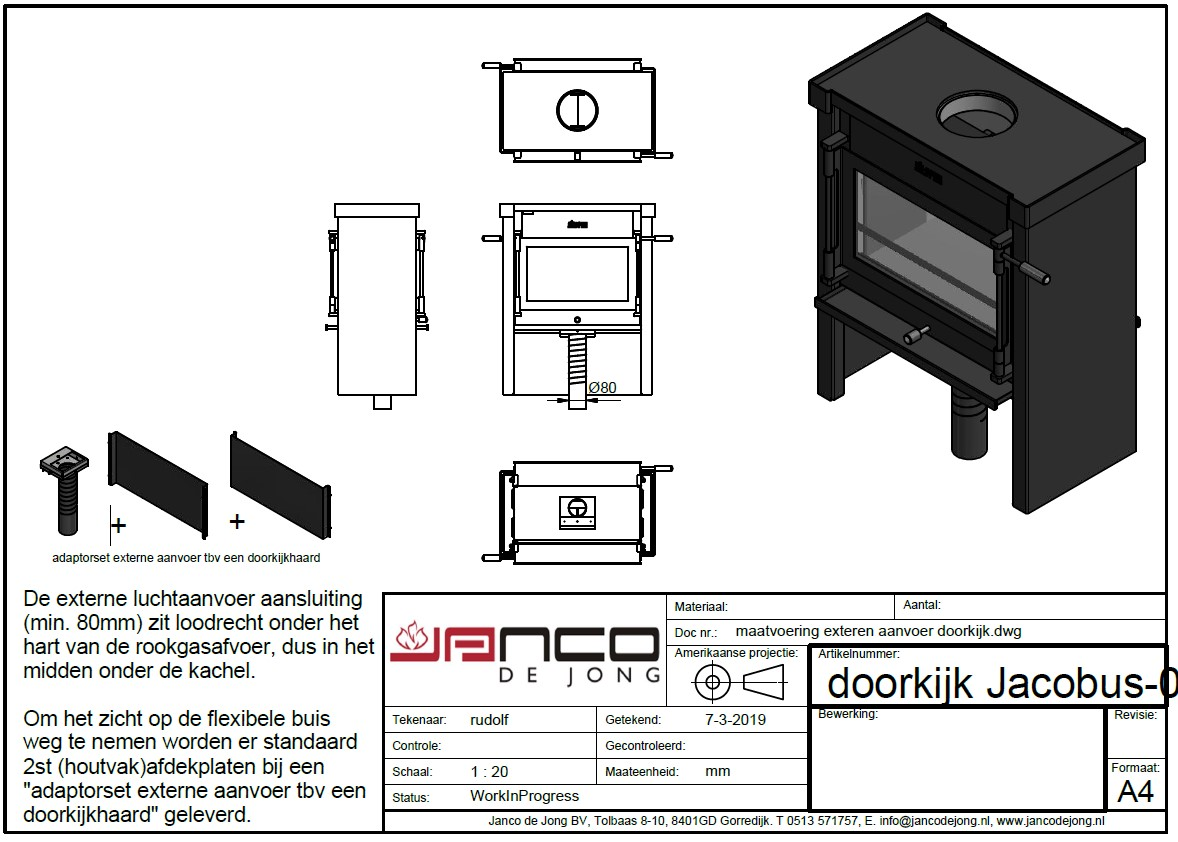 Ø80
+
+
adaptorset externe aanvoer tbv een doorkijkhaard
De externe luchtaanvoer aansluiting
(min. 80mm) zit loodrecht onder het
hart van de rookgasafvoer, dus in het
midden onder de kachel.
Om het zicht op de flexibele buis
weg te nemen worden er standaard
2st (houtvak)afdekplaten bij een
"adaptorset externe aanvoer tbv een
doorkijkhaard" geleverd.
JANCO
DE JONG
Materiaal:
Aantal:
Doc nr.: maatvoering exteren aanvoer doorkijk.dwg
Amerikaanse projectie:
Artikelnummer:
doorkijk Jacobus-0
Tekenaar: rudolf
Getekend: 7-3-2019
Bewerking:
Revisie:
Controle:
Gecontroleerd:
Schaal: 1 : 20
Maateenheid: mm
Formaat:
A4
Status: WorkInProgress
Janco de Jong BV, Tolbaas 8-10, 8401GD Gorredijk. T 0513 571757, E. info@jancodejong.nl, www.jancodejong.nl